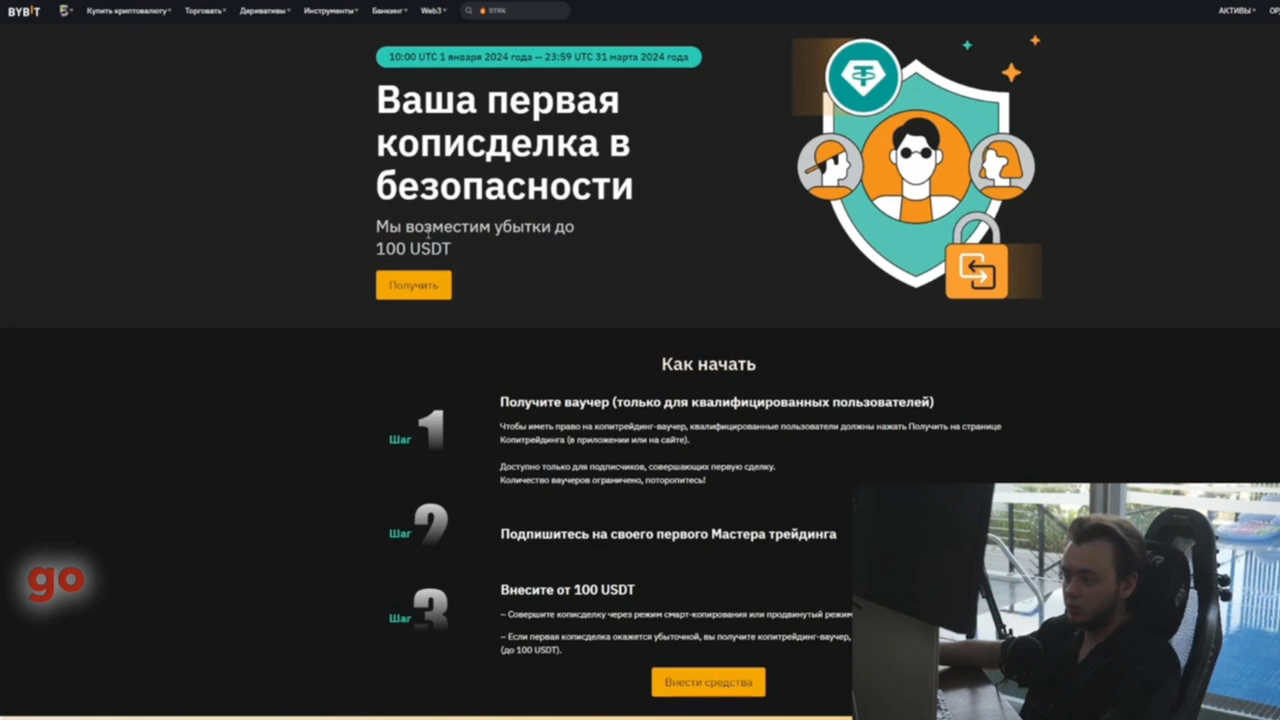 BYBIT
Купить криптовалюту
Торговать
Деривативы
Инструменты
Банкинг
Web3
STRK
АКТИВЫ
10:00 UTC 1 января 2024 года — 23:59 UTC 31 марта 2024 года
Ваша первая
кописделка в
безопасности
Мы возместим убытки до
100 USDT
Получить
Как начать
Шаг 1
Получите ваучер (только для квалифицированных пользователей)
Чтобы иметь право на копитрейдинг-ваучер, квалифицированные пользователи должны нажать Получить на странице
Копитрейдинга (в приложении или на сайте).
Доступно только для подписчиков, совершающих первую сделку.
Количество ваучеров ограничено, поторопитесь!
Шаг 2
Подпишитесь на своего первого Мастера трейдинга
go
Шаг 3
Внесите от 100 USDT
– Совершите кописделку через режим смарт-копирования или продвинутый режим
– Если первая кописделка окажется убыточной, вы получите копитрейдинг-ваучер,
(до 100 USDT).
Внести средства